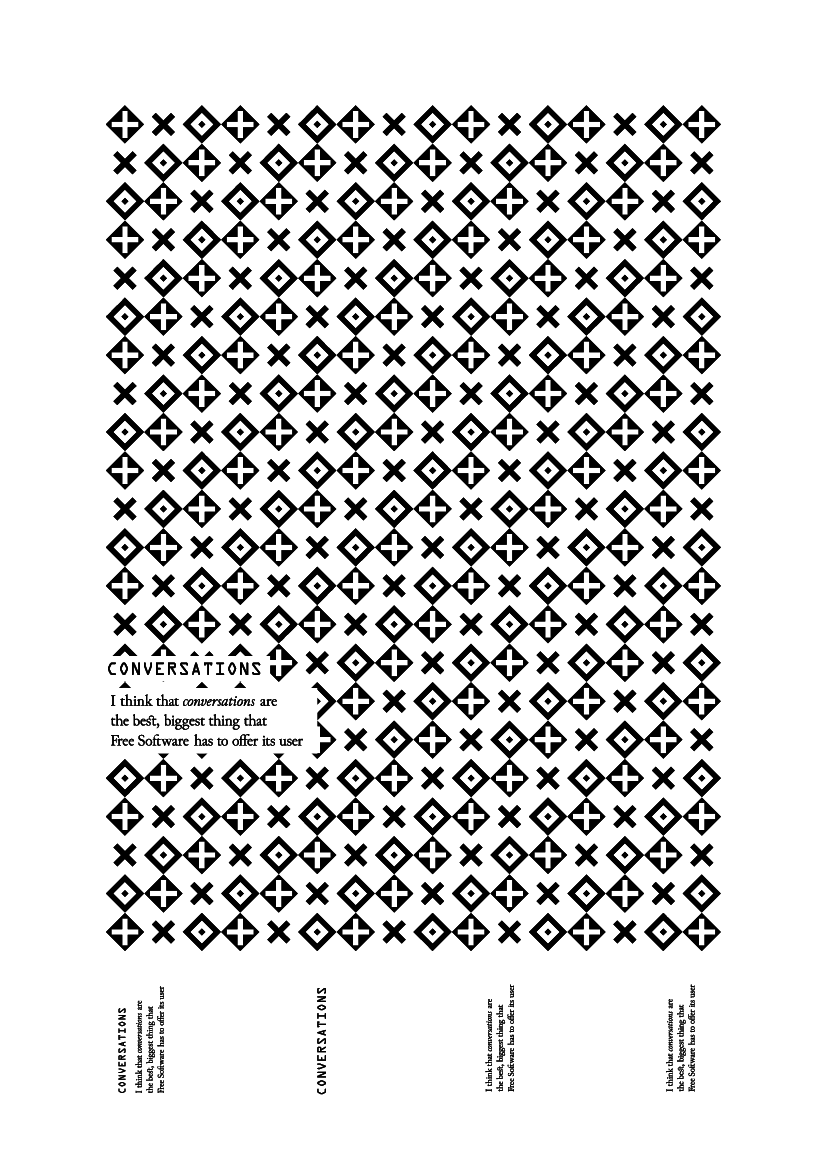 CONVERSATIONS
I think that conversations are
the best, biggest thing that
Free Software has to offer its user
CONVERSATIONS
I think that conversations are
the best, biggest thing that
Free Software has to offer its user
CONVERSATIONS
I think that conversations are
the best, biggest thing that
Free Software has to offer its user
I think that conversations are
the best, biggest thing that
Free Software has to offer its user